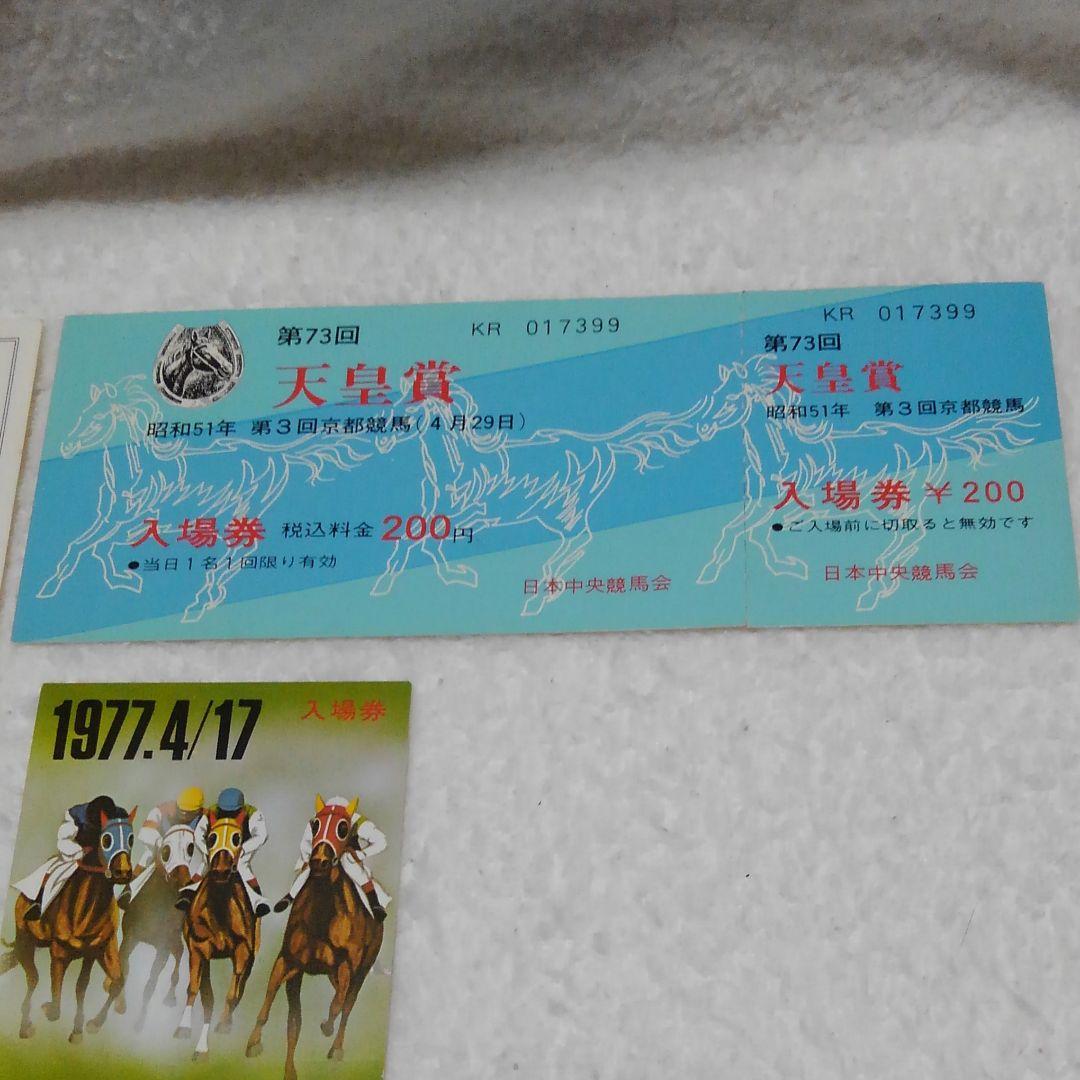 第73回
KR 017399
天皇賞
昭和51年 第3回京都競馬(4月29日)
入場券 税込料金200円
●当日1名1回限り有効
日本中央競馬会
KR 017399
第73回
天皇賞
昭和51年 第3回京都競馬
入場券¥200
●ご入場前に切取ると無効です
日本中央競馬会
1977.4/17
入場券